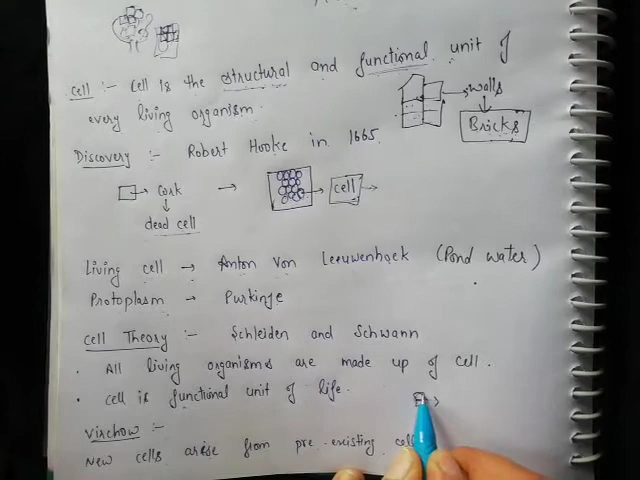 Cell :- Cell is the structural and functional unit of
every living organism.
walls
Bricks
Discovery :- Robert Hooke in 1665.
Cork
cell
dead cell
Living cell → Anton Von Leeuwenhoek (Pond water)
Protoplasm → Purkinje
Cell Theory :- Schleiden and Schwann
. All living organisms are made up of cell.
. Cell is functional unit of life.
Virchow :-
New cells arise from pre-existing cell